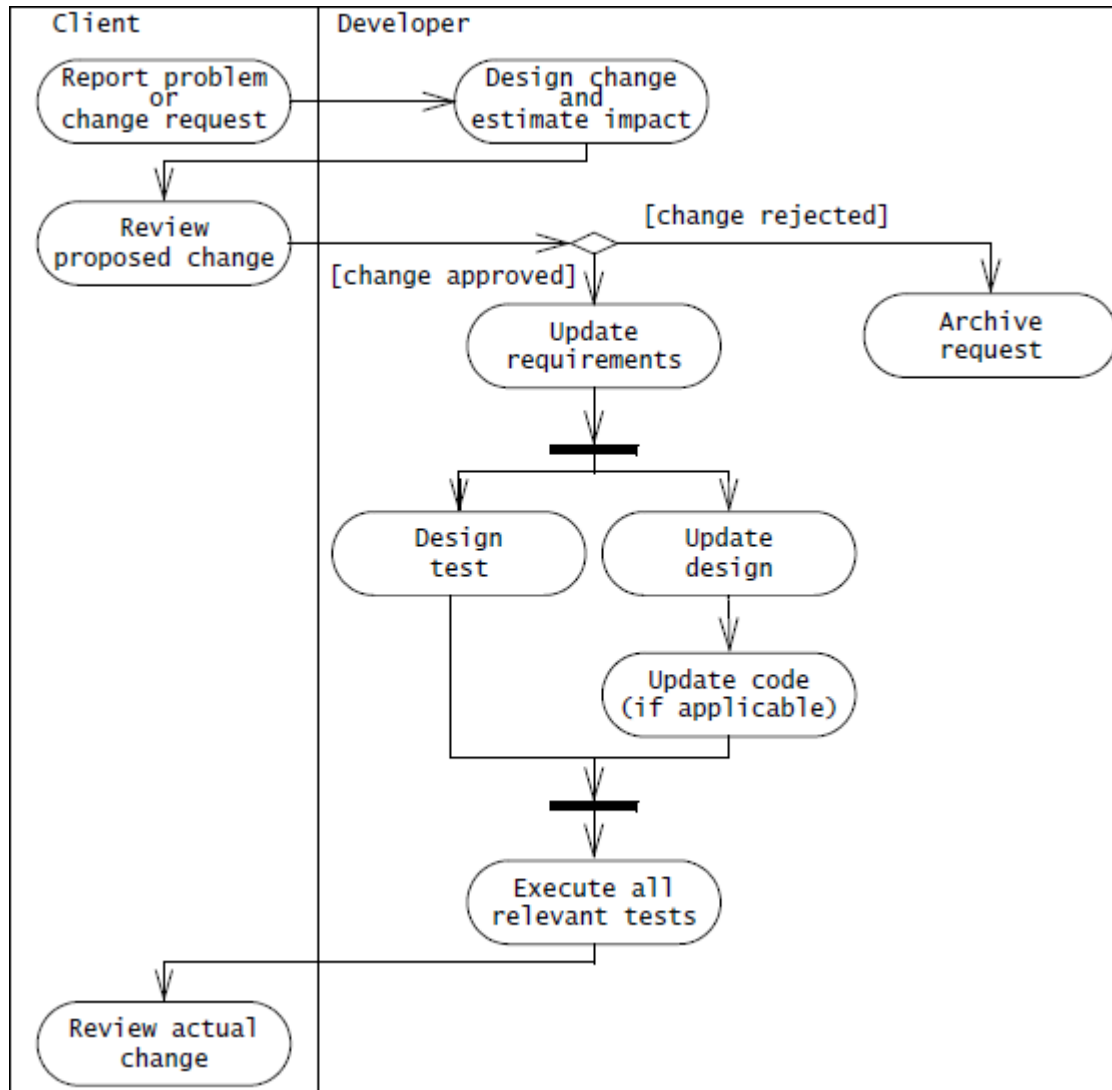 Client
Developer
Report problem
or
change request
Design change
and
estimate impact
Review
proposed change
[change rejected]
[change approved]
Update
requirements
Archive
request
Design
test
Update
design
Update code
(if applicable)
Execute all
relevant tests
Review actual
change